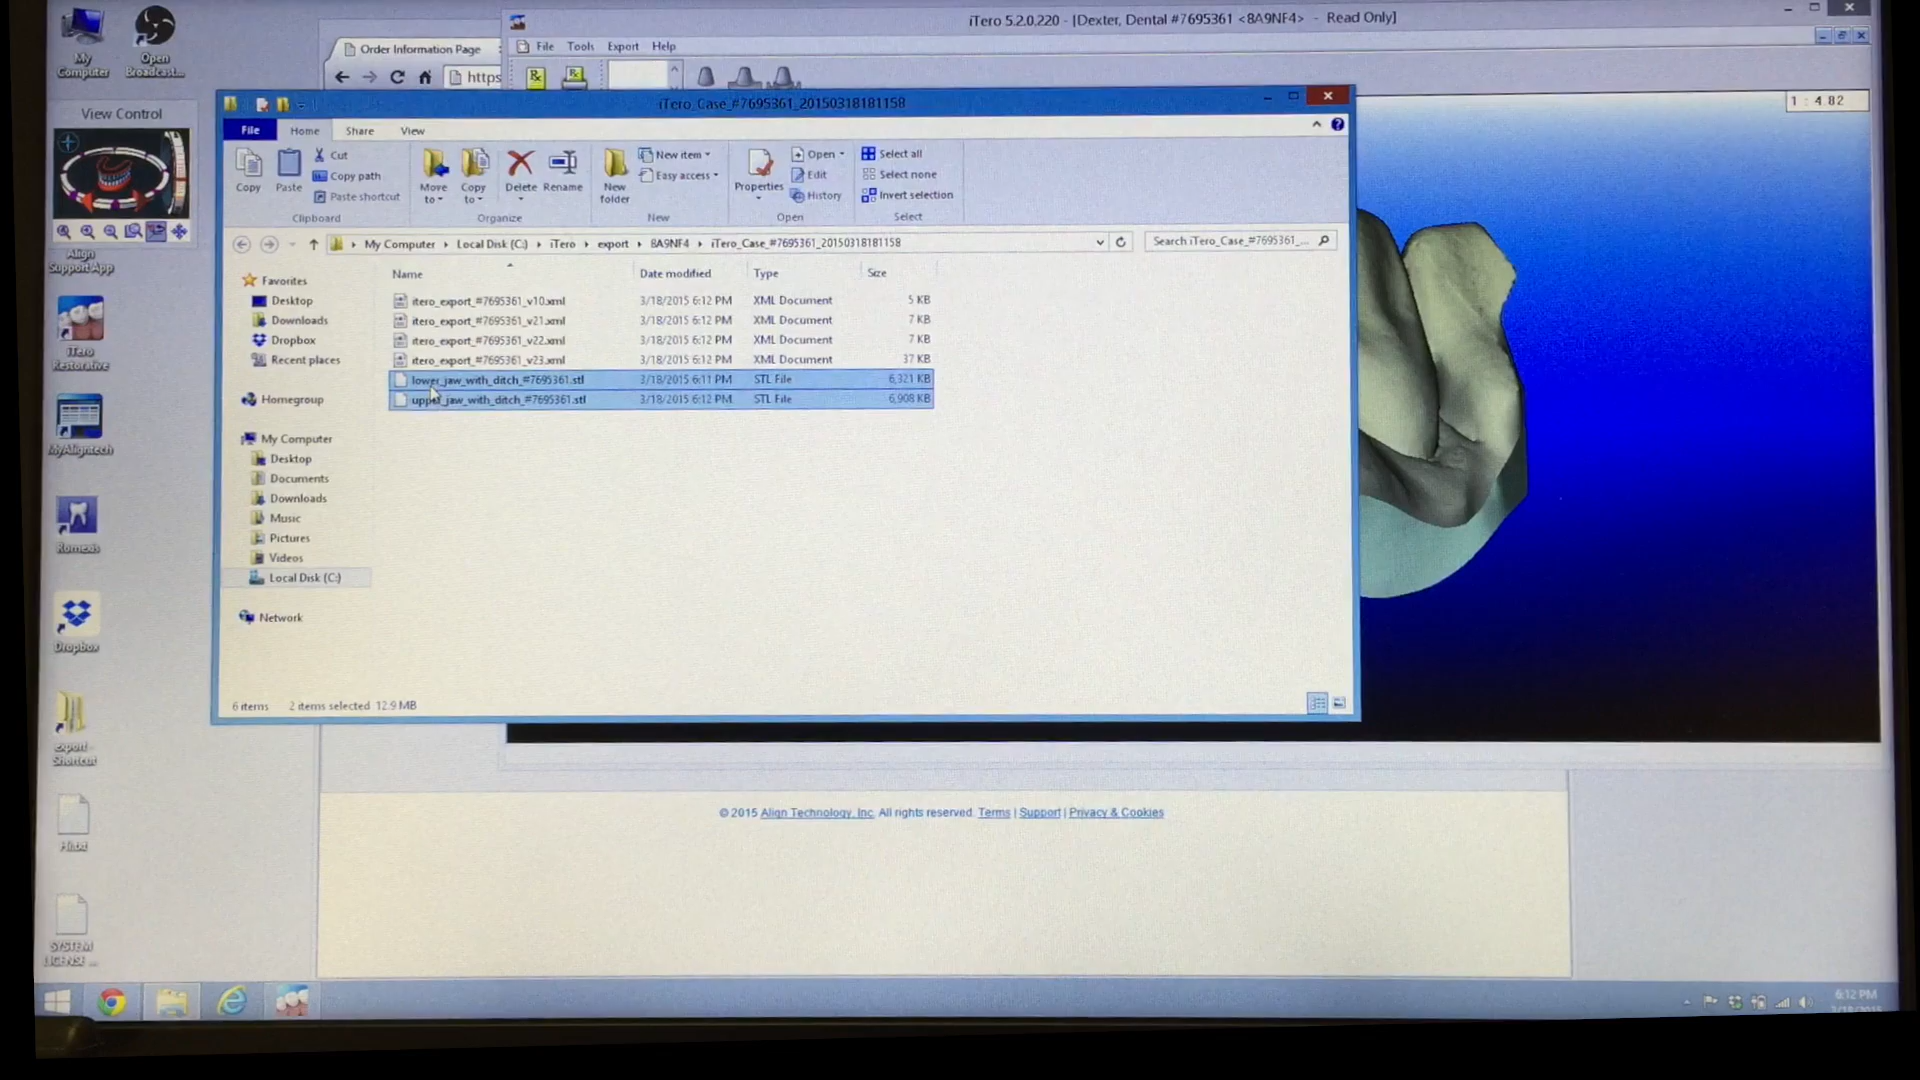 My Computer
Open Broadcast...
iTero 5.2.0.220 - [Dexter, Dental #7695361 <8A9NF4> - Read Only]
Order Information Page
File Tools Export Help
https
1 : 4.82
View Control
Align Support App
iTero Restorative
MyAligntech
Romexis
Dropbox
export - Shortcut
SYSTEM LICENSE ...
iTero_Case_#7695361_20150318181158
File Home Share View
Copy
Paste
Cut
Copy path
Paste shortcut
Clipboard
Move to
Copy to
Delete
Rename
Organize
New folder
New item
Easy access
New
Properties
Open
Edit
History
Open
Select all
Select none
Invert selection
Select
My Computer Local Disk (C:) iTero export 8A9NF4 iTero_Case_#7695361_20150318181158
Search iTero_Case_#7695361_...
Name Date modified Type Size
itero_export_#7695361_v10.xml 3/18/2015 6:12 PM XML Document 5 KB
itero_export_#7695361_v21.xml 3/18/2015 6:12 PM XML Document 7 KB
itero_export_#7695361_v22.xml 3/18/2015 6:12 PM XML Document 7 KB
itero_export_#7695361_v23.xml 3/18/2015 6:12 PM XML Document 37 KB
lower_jaw_with_ditch_#7695361.stl 3/18/2015 6:11 PM STL File 6,321 KB
upper_jaw_with_ditch_#7695361.stl 3/18/2015 6:12 PM STL File 6,908 KB
Favorites
Desktop
Downloads
Dropbox
Recent places
Homegroup
My Computer
Desktop
Documents
Downloads
Music
Pictures
Videos
Local Disk (C:)
Network
6 items 2 items selected 12.9 MB
© 2015 Align Technology, Inc. All rights reserved. Terms | Support | Privacy & Cookies
6:12 PM
3/18/2015